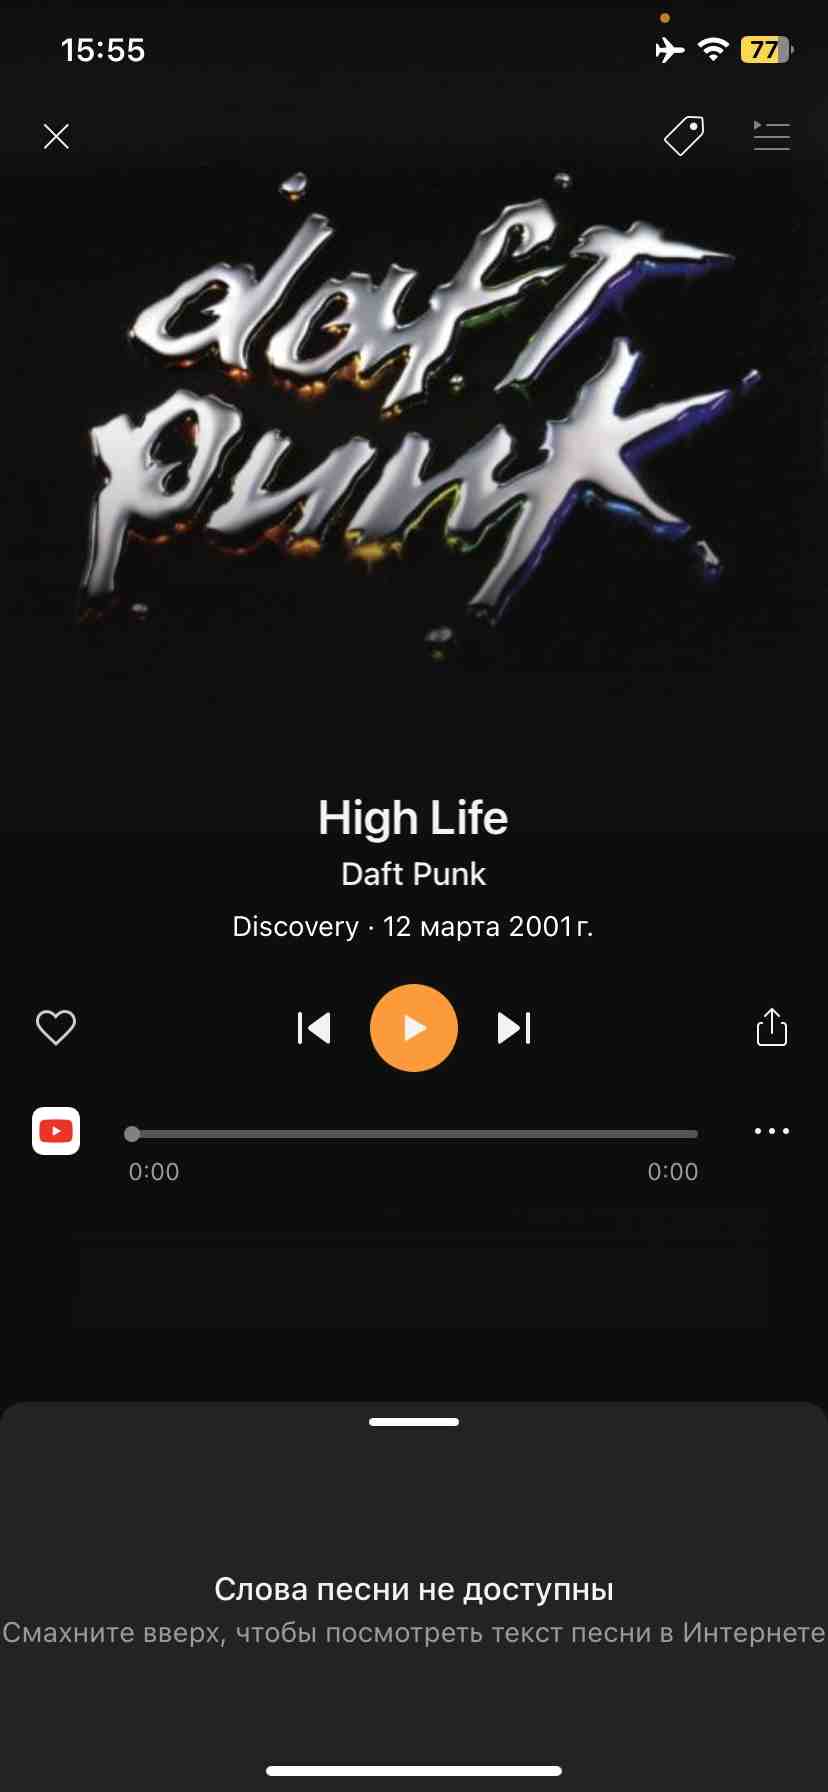 15:55
77
daft
punk
High Life
Daft Punk
Discovery · 12 марта 2001 г.
0:00
0:00
Слова песни не доступны
Смахните вверх, чтобы посмотреть текст песни в Интернете